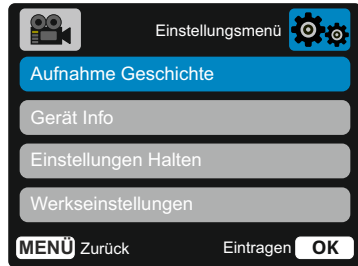 Einstellungsmenü
Aufnahme Geschichte
Gerät Info
Einstellungen Halten
Werkseinstellungen
MENÜ Zurück Eintragen OK